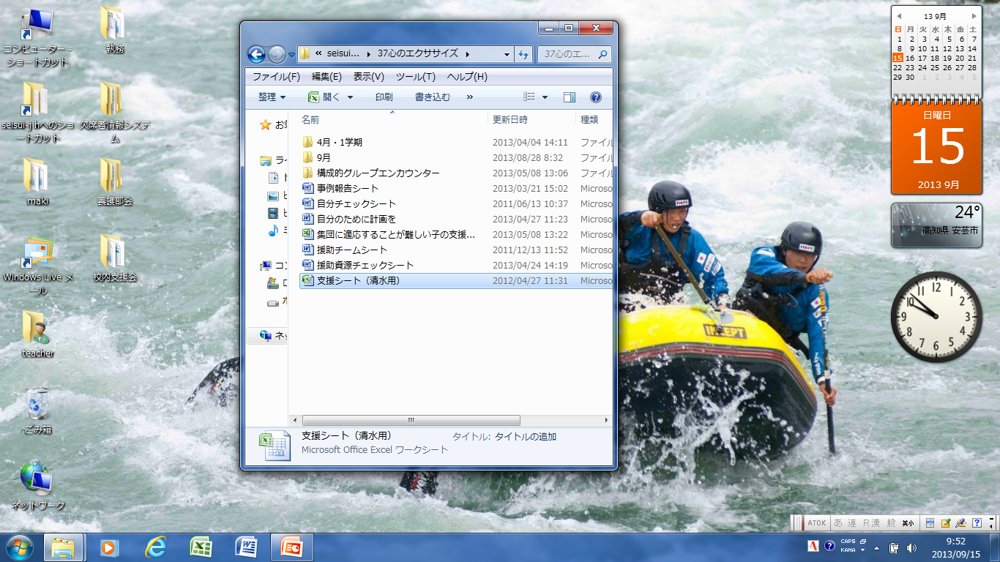 コンピューター - ショートカット
執務
seisui-j hへのショートカット
欠席者情報システム
maki
養護部会
Windows Live メール
校内支援会
teacher
ごみ箱
ネットワーク
« seisui... ▸ 37心のエクササイズ ▸
37心のエ...
ファイル(F) 編集(E) 表示(V) ツール(T) ヘルプ(H)
整理 開く 印刷 書き込む »
名前 更新日時 種類
4月・1学期 2013/04/04 14:11 ファイル
9月 2013/08/28 8:32 ファイル
構成的グループエンカウンター 2013/05/08 13:06 ファイル
事例報告シート 2013/03/21 15:02 Microso
自分チェックシート 2011/06/13 10:37 Microso
自分のために計画を 2013/04/27 11:23 Microso
集団に適応することが難しい子の支援... 2013/05/08 13:22 Microso
援助チームシート 2011/12/13 11:52 Microso
援助資源チェックシート 2013/04/24 14:19 Microso
支援シート（清水用） 2012/04/27 11:31 Microso
お
ライ
コン
ネッ
支援シート（清水用） タイトル: タイトルの追加
Microsoft Office Excel ワークシート
13 9月
日 月 火 水 木 金 土
1 2 3 4 5 6 7
8 9 10 11 12 13 14
15 16 17 18 19 20 21
22 23 24 25 26 27 28
29 30 1 2 3 4 5
日曜日
15
2013 9月
24°
高知県 安芸市
12 1 2 3 4 5 6 7 8 9 10 11
HOPE
HOPE
ATOK あ 連 R漢 般 英小
CAPS
KANA
9:52
2013/09/15